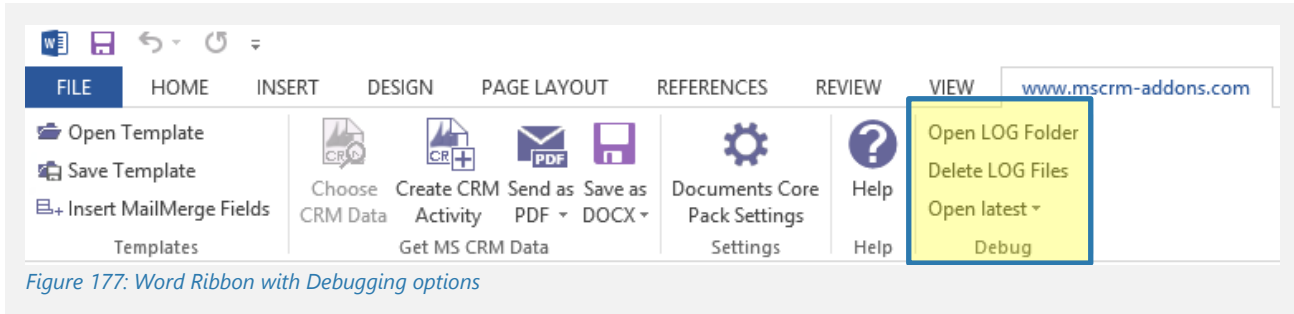 FILE HOME INSERT DESIGN PAGE LAYOUT REFERENCES REVIEW VIEW www.mscrm-addons.com
Open Template
Save Template
Insert MailMerge Fields
Templates
Choose
CRM Data
Create CRM
Activity
Send as
PDF
Save as
DOCX
Get MS CRM Data
Documents Core
Pack Settings
Settings
Help
Help
Open LOG Folder
Delete LOG Files
Open latest
Debug
Figure 177: Word Ribbon with Debugging options